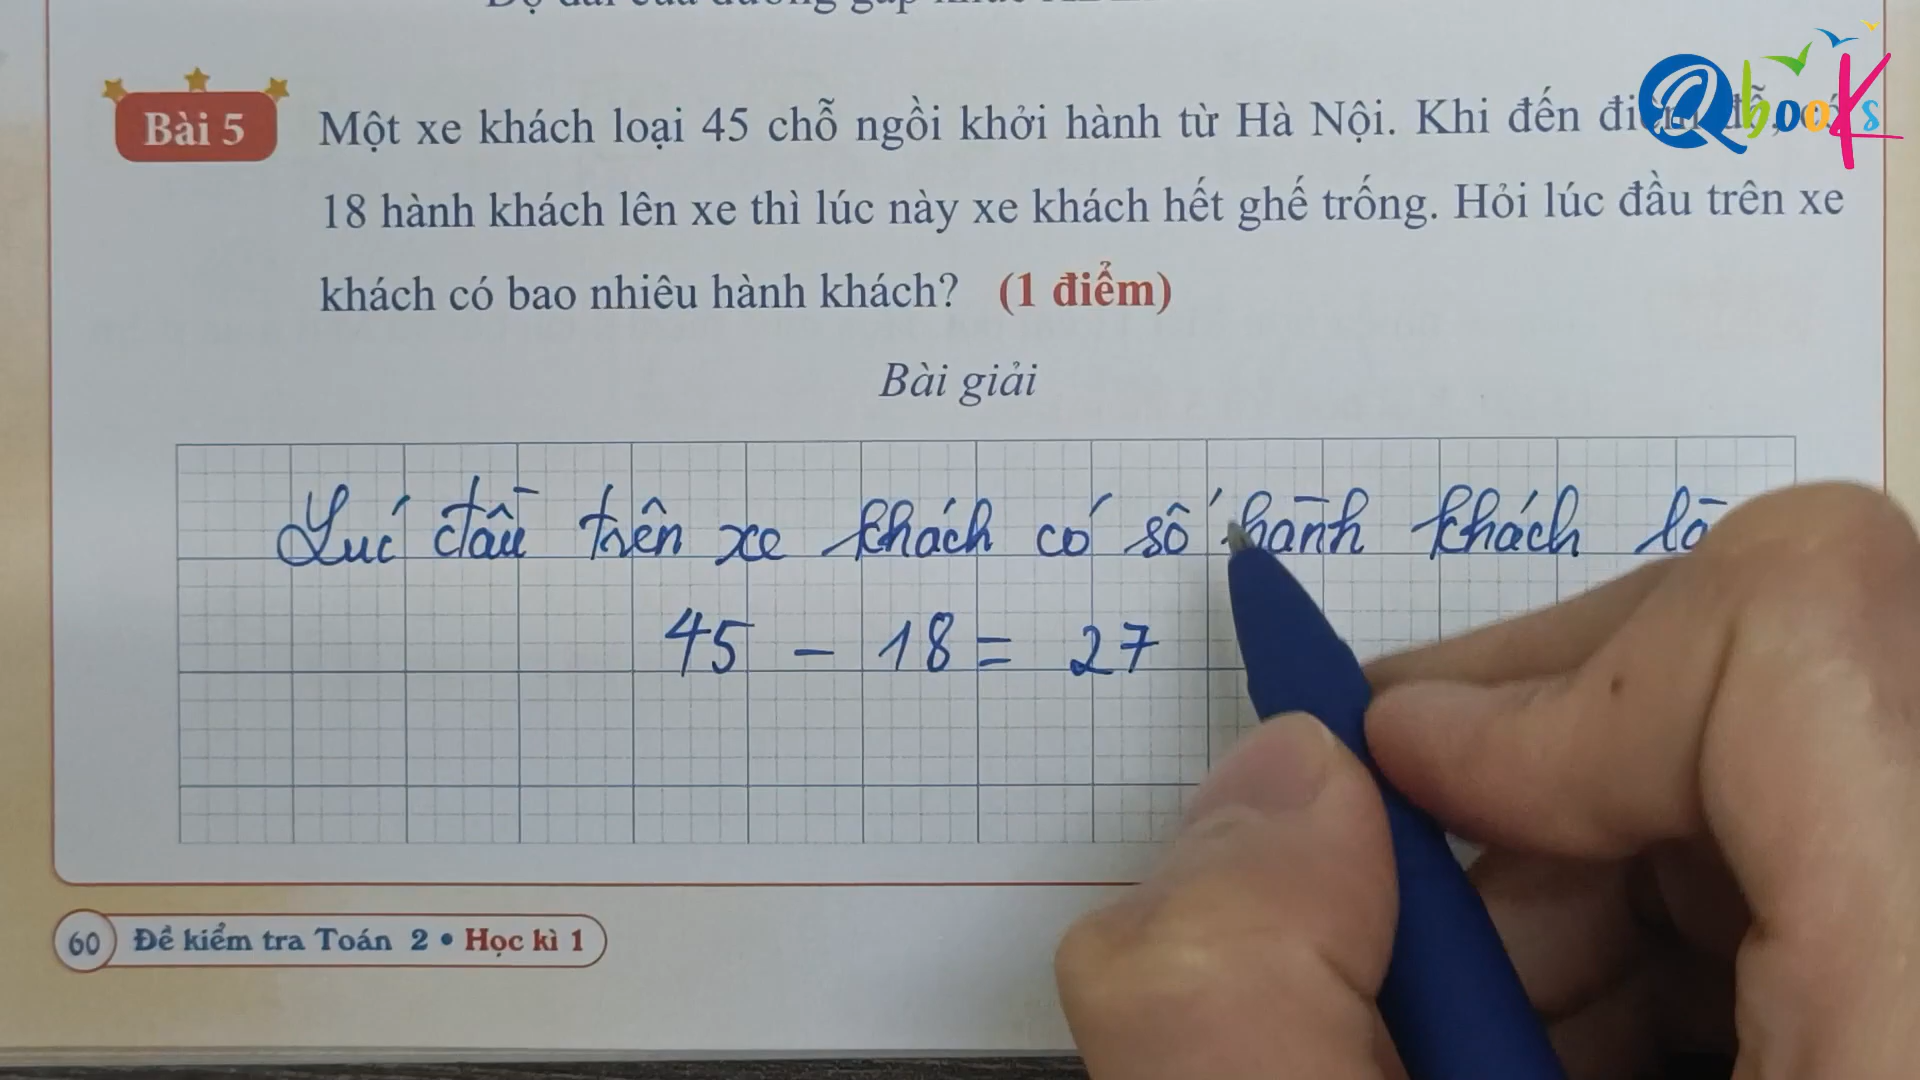 Bài 5
Một xe khách loại 45 chỗ ngồi khởi hành từ Hà Nội. Khi đến
18 hành khách lên xe thì lúc này xe khách hết ghế trống. Hỏi lúc đầu trên xe
khách có bao nhiêu hành khách? (1 điểm)
Bài giải
Lúc đầu trên xe khách có số hành khách là
45 - 18 = 27
60 Đề kiểm tra Toán 2 • Học kì 1
Qbooks